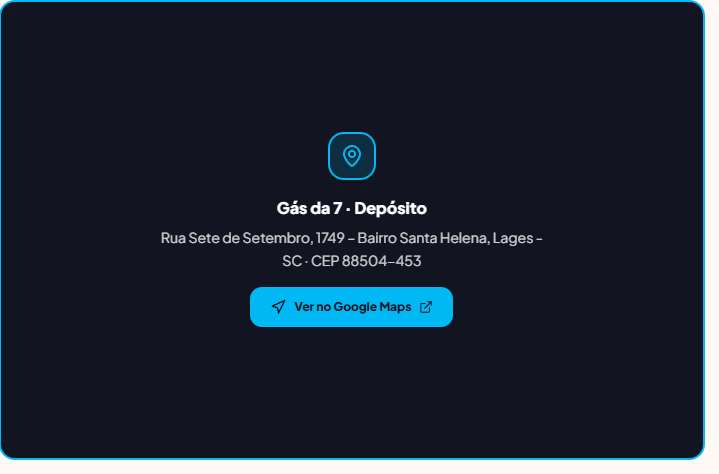 Gás da 7 · Depósito
Rua Sete de Setembro, 1749 – Bairro Santa Helena, Lages -
SC · CEP 88504–453
Ver no Google Maps